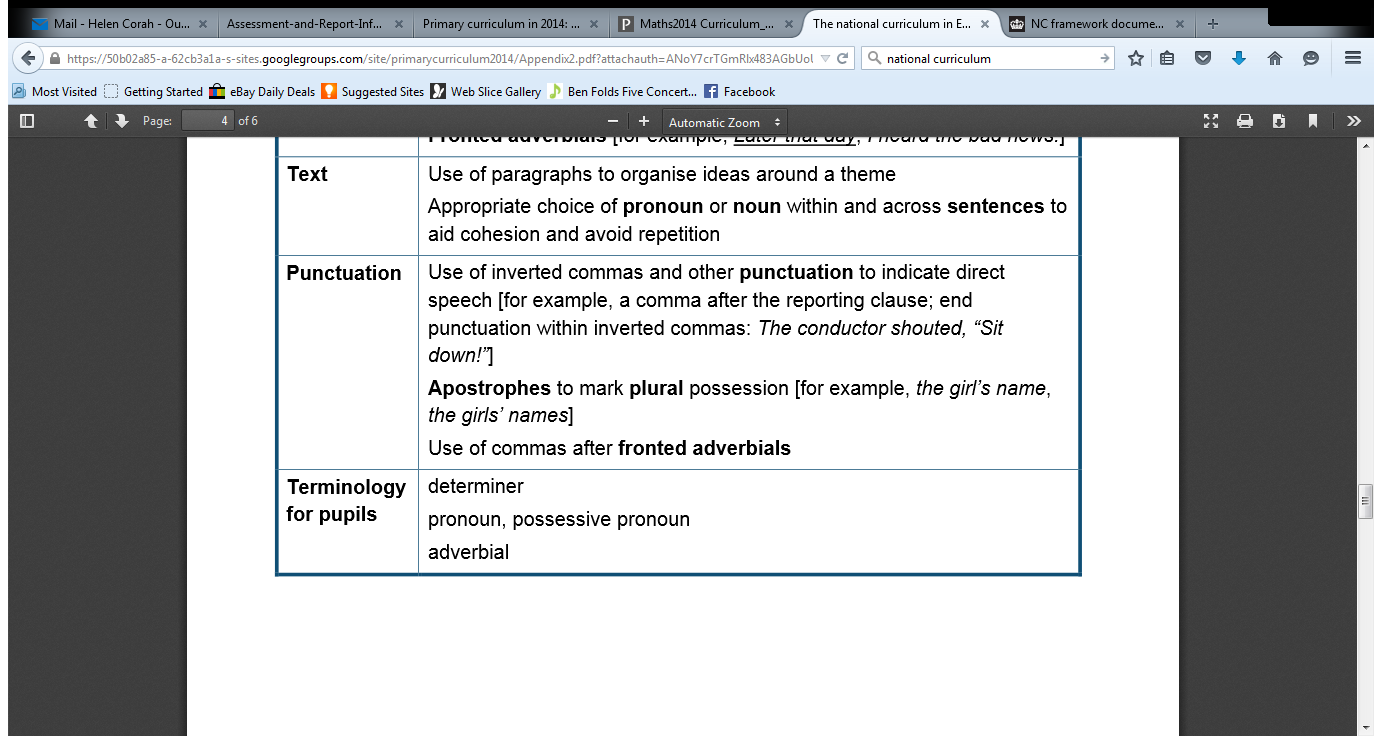 Mail - Helen Corah - Ou... Assessment-and-Report-Inf... Primary curriculum in 2014: ... Maths2014 Curriculum_... The national curriculum in E... NC framework docume...
https://50b02a85-a-62cb3a1a-s-sites.googlegroups.com/site/primarycurriculum2014/Appendix2.pdf?attachauth=ANoY7crTGmRlx483AGbUoU national curriculum
Most Visited Getting Started eBay Daily Deals Suggested Sites Web Slice Gallery Ben Folds Five Concert... Facebook
Page: 4 of 6 Automatic Zoom
Fronted adverbials [for example, Later that day, I heard the bad news.]
Text
Use of paragraphs to organise ideas around a theme
Appropriate choice of pronoun or noun within and across sentences to
aid cohesion and avoid repetition
Punctuation
Use of inverted commas and other punctuation to indicate direct
speech [for example, a comma after the reporting clause; end
punctuation within inverted commas: The conductor shouted, “Sit
down!”]
Apostrophes to mark plural possession [for example, the girl’s name,
the girls’ names]
Use of commas after fronted adverbials
Terminology
for pupils
determiner
pronoun, possessive pronoun
adverbial